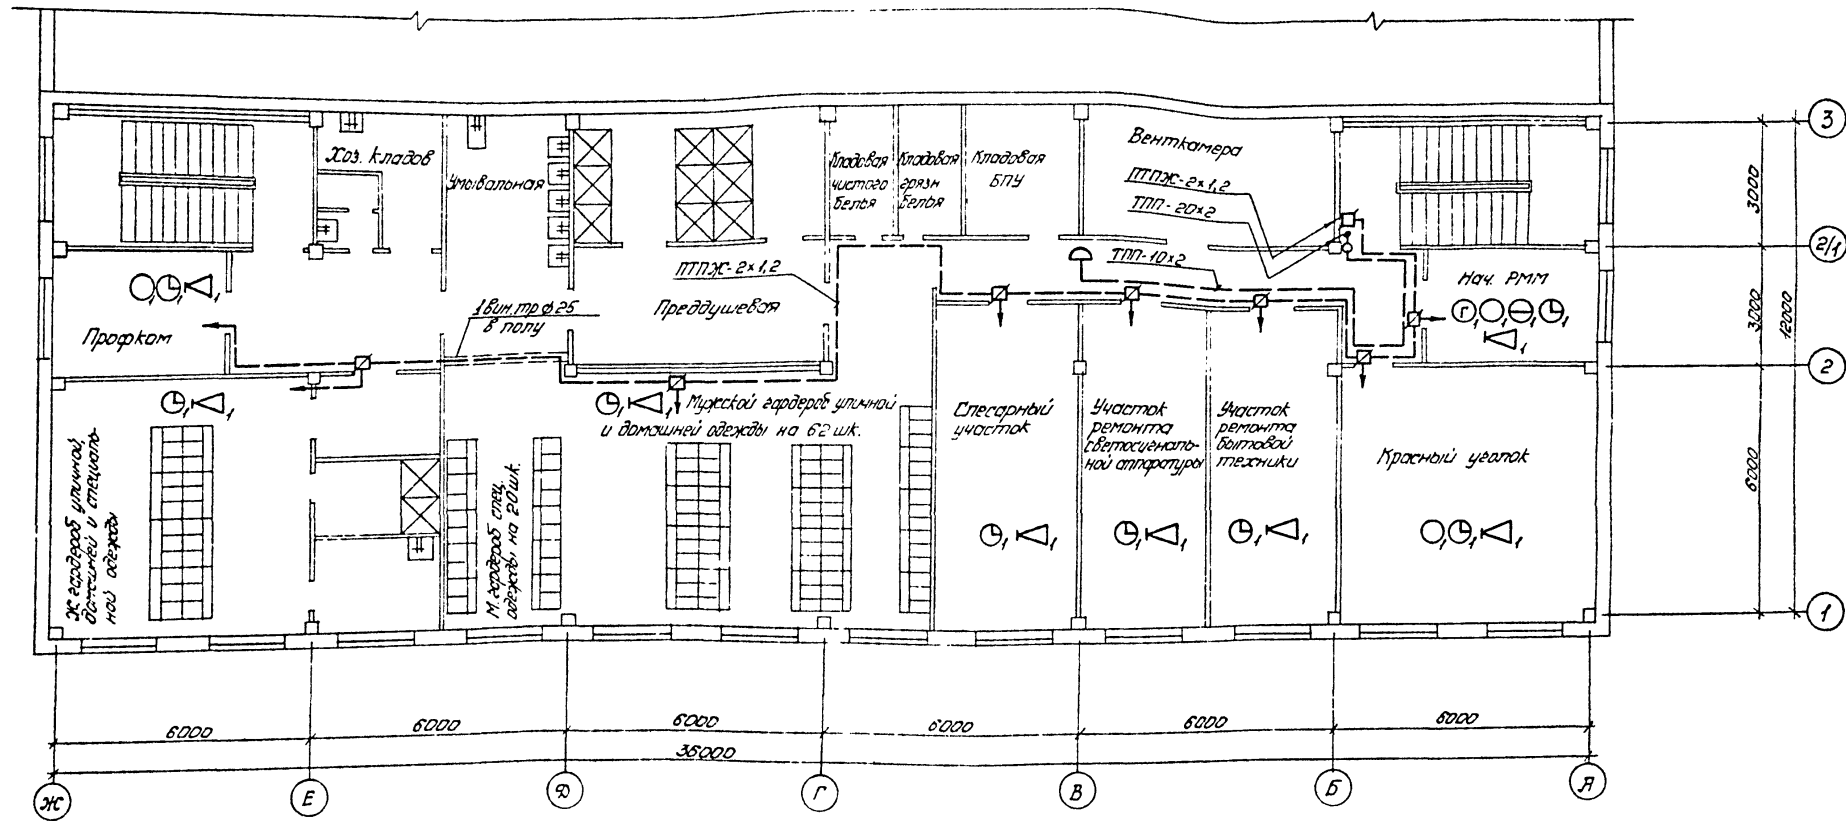 Хоз. кладов
Умывальная
Кладовая
чистого
белья
Кладовая
грязн
белья
Кладовая
БПУ
Венткамера
ПТПЖ-2×1,2
ТПП-20×2
ТПП-10×2
ПТПЖ-2×1,2
1 вин. тр ф 25
в полу
Преддушевая
Профком
Нач. РММ
Г
Мужской гардероб уличной
и домашней одежды на 62 шк.
Ж гардероб уличной,
домашней и специаль-
ной одежды
М. гардероб спец.
одежды на 20 шк.
Слесарный
участок
Участок
ремонта
светосигналь-
ной аппаратуры
Участок
ремонта
бытовой
техники
Красный уголок
3
2/1
2
1
3000
3000
6000
12000
6000
6000
6000
6000
6000
6000
36000
Ж
Е
Д
Г
В
Б
А